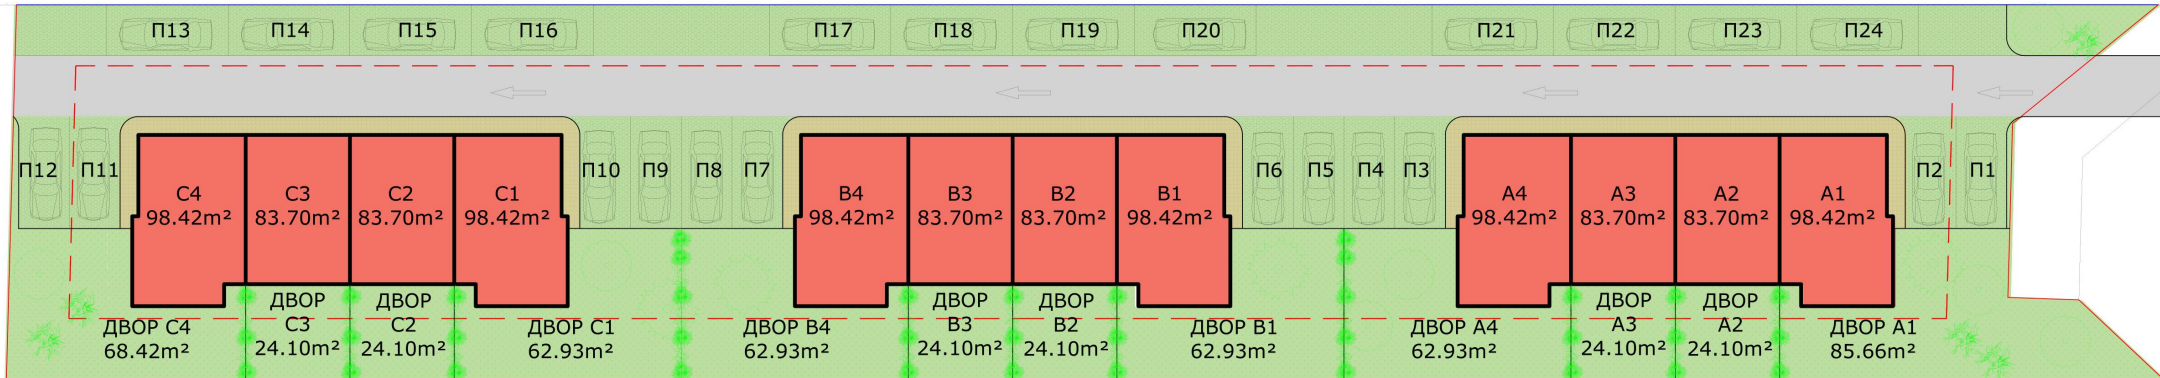 П13 П14 П15 П16 П17 П18 П19 П20 П21 П22 П23 П24
П12 П11 П10 П9 П8 П7 П6 П5 П4 П3 П2 П1
C4 C3 C2 C1 B4 B3 B2 B1 A4 A3 A2 A1
98.42m² 83.70m² 83.70m² 98.42m² 98.42m² 83.70m² 83.70m² 98.42m² 98.42m² 83.70m² 83.70m² 98.42m²
ДВОР C4
68.42m²
ДВОР
C3
24.10m²
ДВОР
C2
24.10m²
ДВОР C1
62.93m²
ДВОР B4
62.93m²
ДВОР
B3
24.10m²
ДВОР
B2
24.10m²
ДВОР B1
62.93m²
ДВОР A4
62.93m²
ДВОР
A3
24.10m²
ДВОР
A2
24.10m²
ДВОР A1
85.66m²